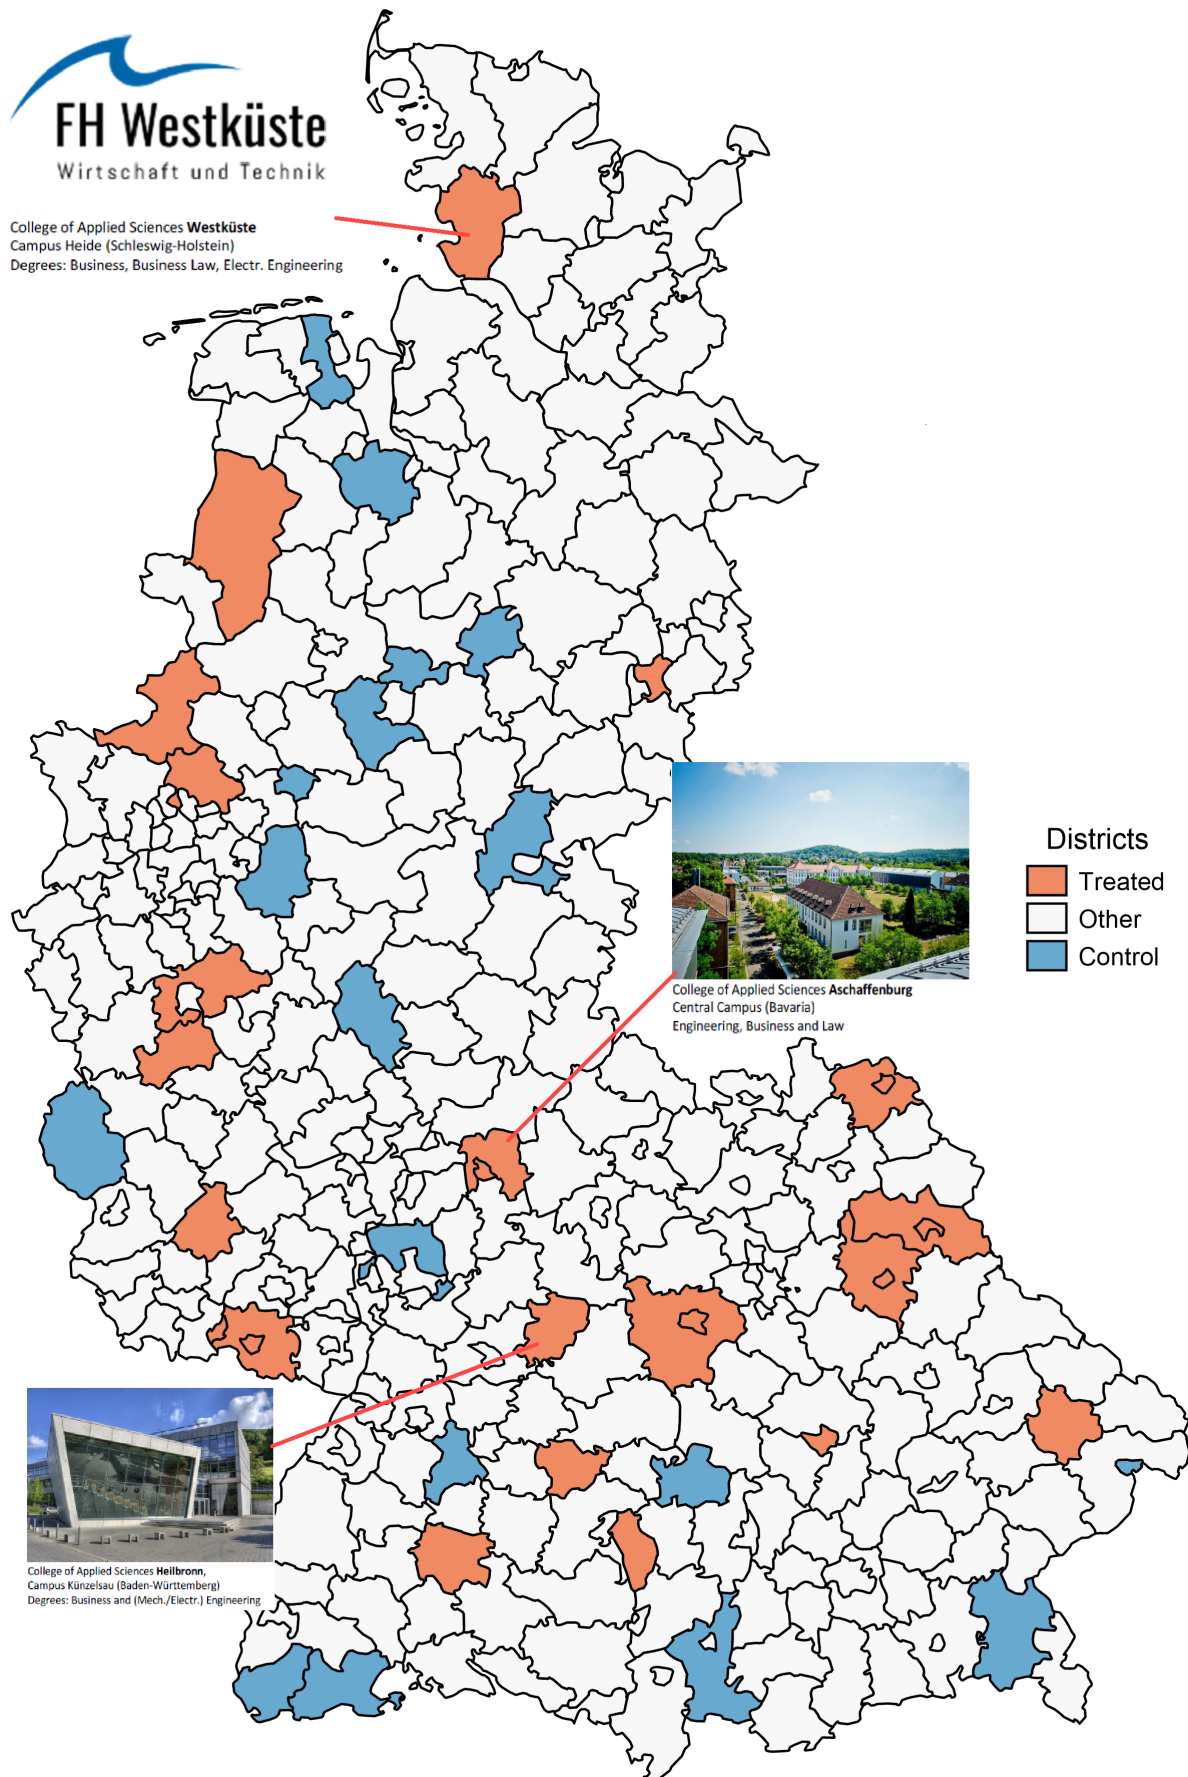 FH Westküste
Wirtschaft und Technik
College of Applied Sciences Westküste
Campus Heide (Schleswig-Holstein)
Degrees: Business, Business Law, Electr. Engineering
Districts
Treated
Other
Control
College of Applied Sciences Aschaffenburg
Central Campus (Bavaria)
Engineering, Business and Law
College of Applied Sciences Heilbronn,
Campus Künzelsau (Baden-Württemberg)
Degrees: Business and (Mech./Electr.) Engineering